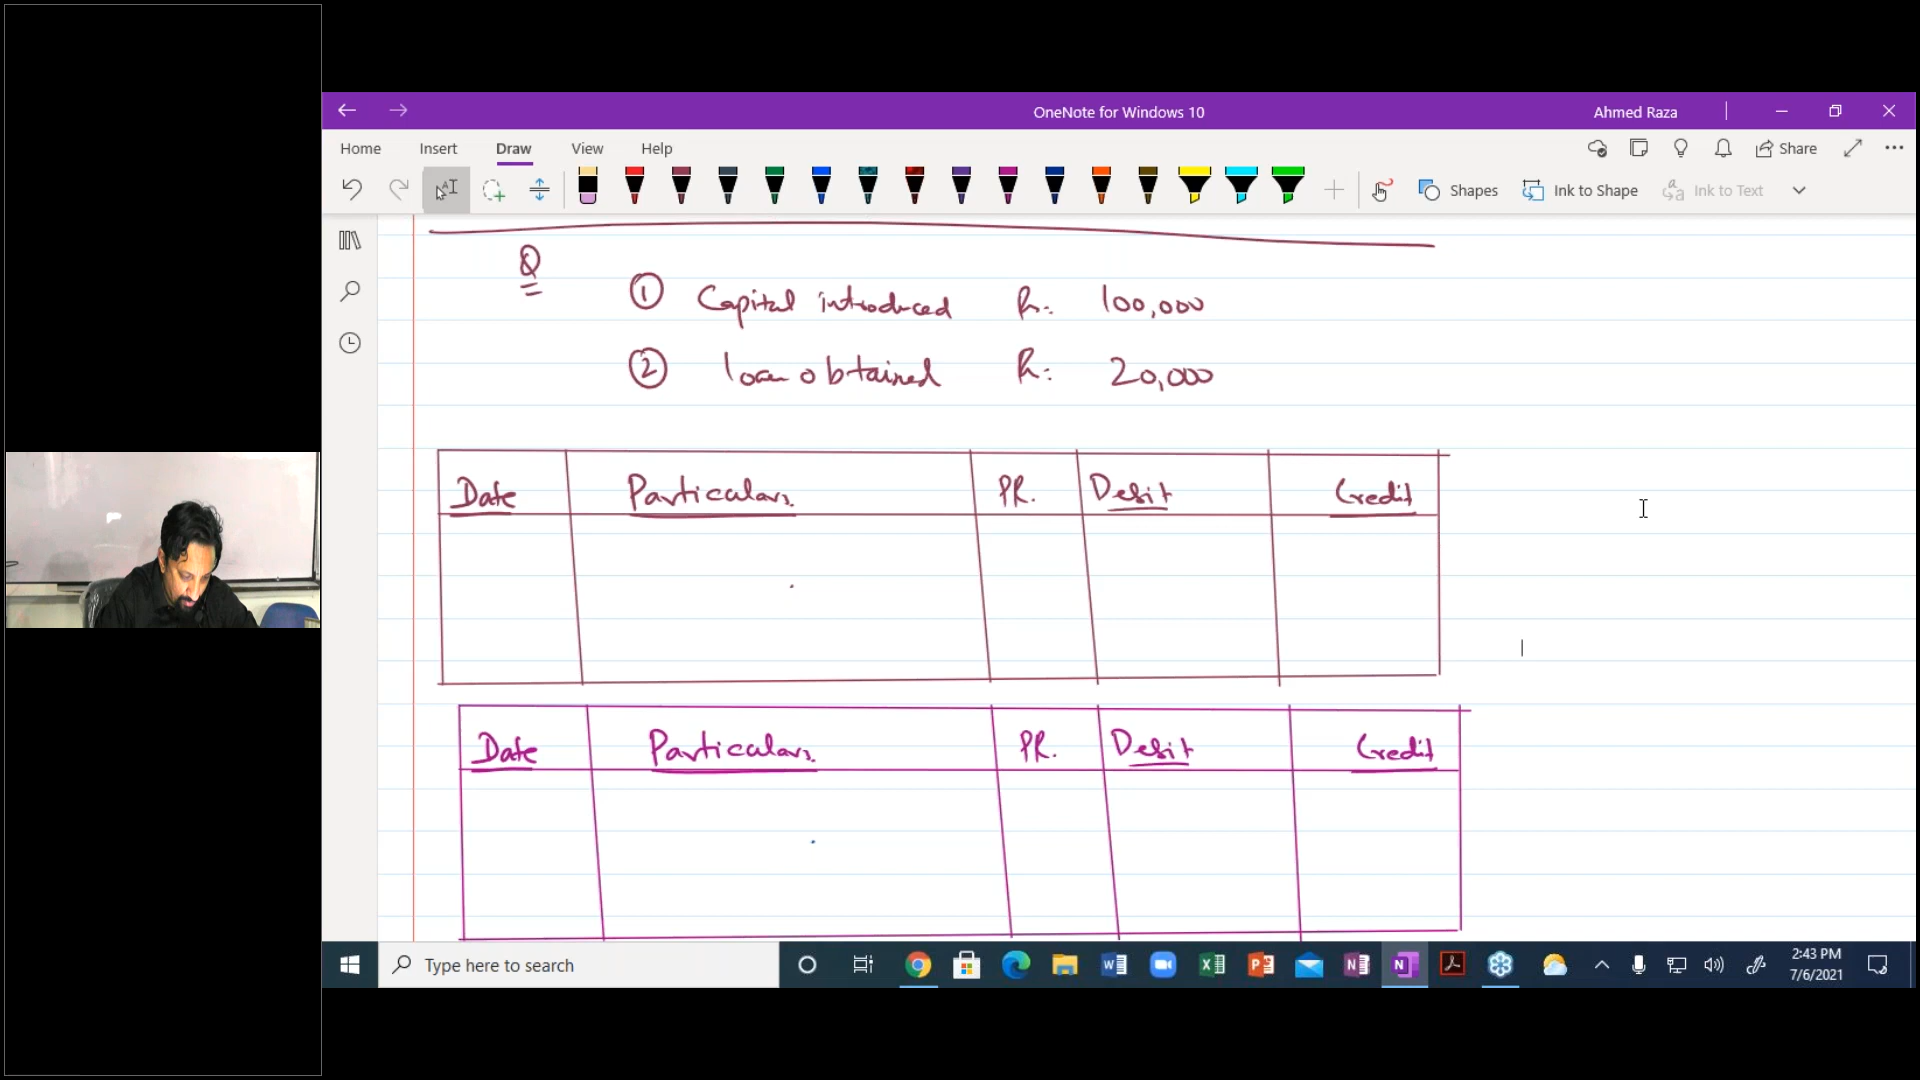 OneNote for Windows 10
Ahmed Raza
Home Insert Draw View Help
Share
Shapes Ink to Shape Ink to Text
Q
① Capital introduced Rs: 100,000
② loan obtained Rs: 20,000
Date Particulars. PR. Debit Credit
Date Particulars. PR. Debit Credit
Type here to search
2:43 PM
7/6/2021